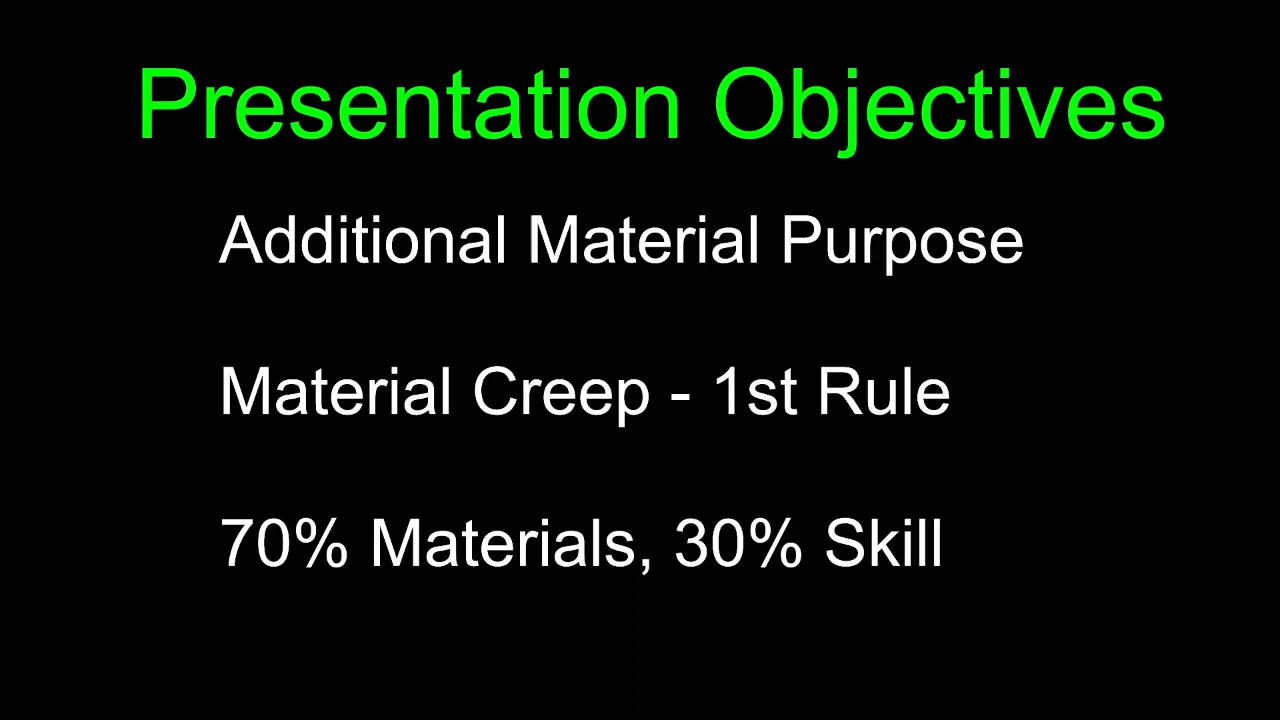 Presentation Objectives
Additional Material Purpose
Material Creep - 1st Rule
70% Materials, 30% Skill